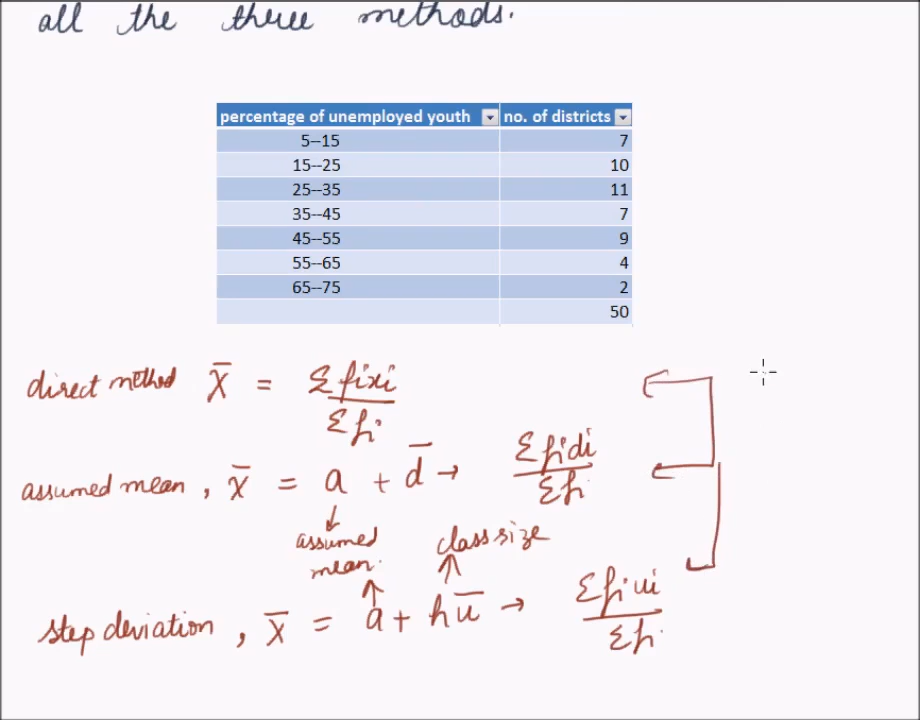 all the three methods.
percentage of unemployed youth no. of districts
5--15 7
15--25 10
25--35 11
35--45 7
45--55 9
55--65 4
65--75 2
50
direct method x̄ = Σfixi / Σfi
assumed mean, x̄ = a + d̄ → Σfidi / Σfi
assumed mean.
class size
step deviation, x̄ = a + hū → Σfiui / Σfi